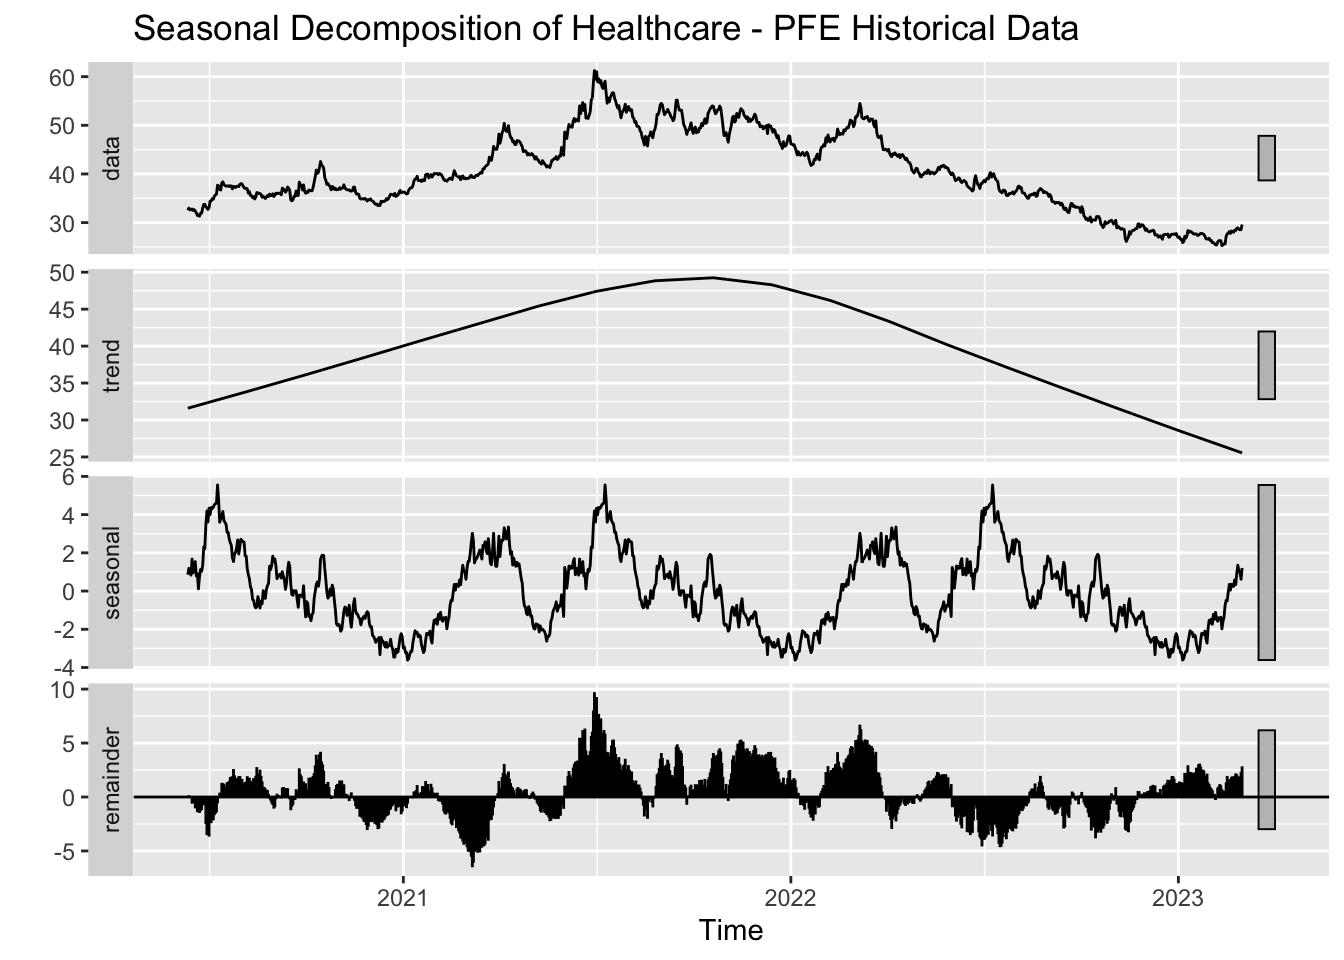 Seasonal Decomposition of Healthcare - PFE Historical Data
60
50
40
30
data
50
45
40
35
30
25
trend
6
4
2
0
-2
-4
seasonal
10
5
0
-5
remainder
2021 2022 2023
Time